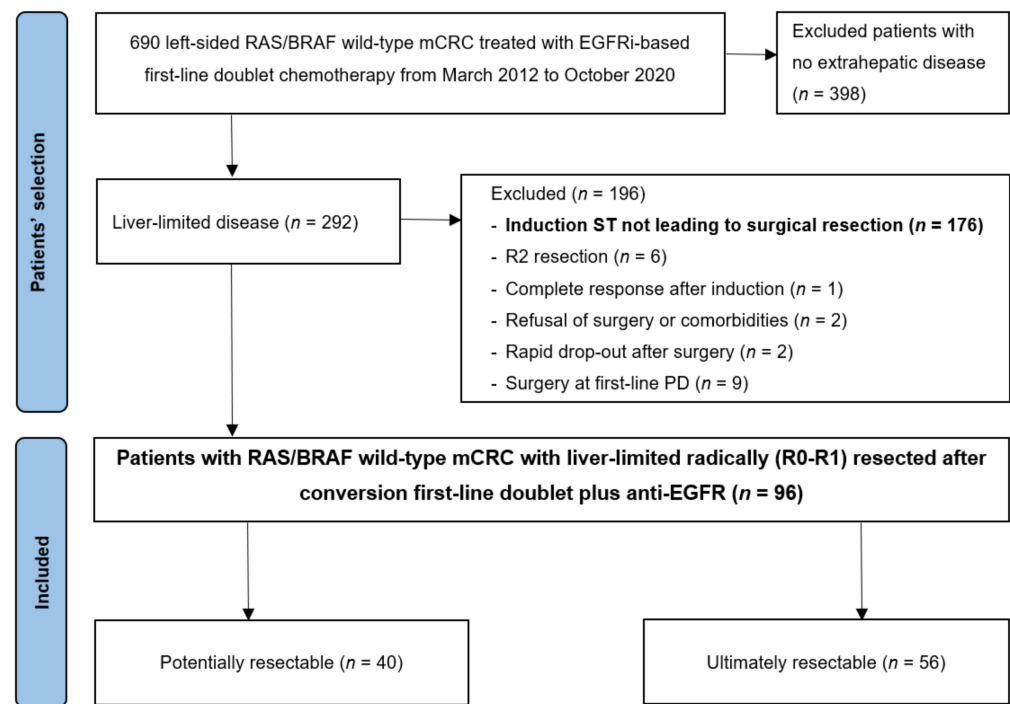 Patients' selection
690 left-sided RAS/BRAF wild-type mCRC treated with EGFRi-based
first-line doublet chemotherapy from March 2012 to October 2020
Excluded patients with
no extrahepatic disease
(n = 398)
Liver-limited disease (n = 292)
Excluded (n = 196)
- Induction ST not leading to surgical resection (n = 176)
- R2 resection (n = 6)
- Complete response after induction (n = 1)
- Refusal of surgery or comorbidities (n = 2)
- Rapid drop-out after surgery (n = 2)
- Surgery at first-line PD (n = 9)
Included
Patients with RAS/BRAF wild-type mCRC with liver-limited radically (R0-R1) resected after
conversion first-line doublet plus anti-EGFR (n = 96)
Potentially resectable (n = 40)
Ultimately resectable (n = 56)